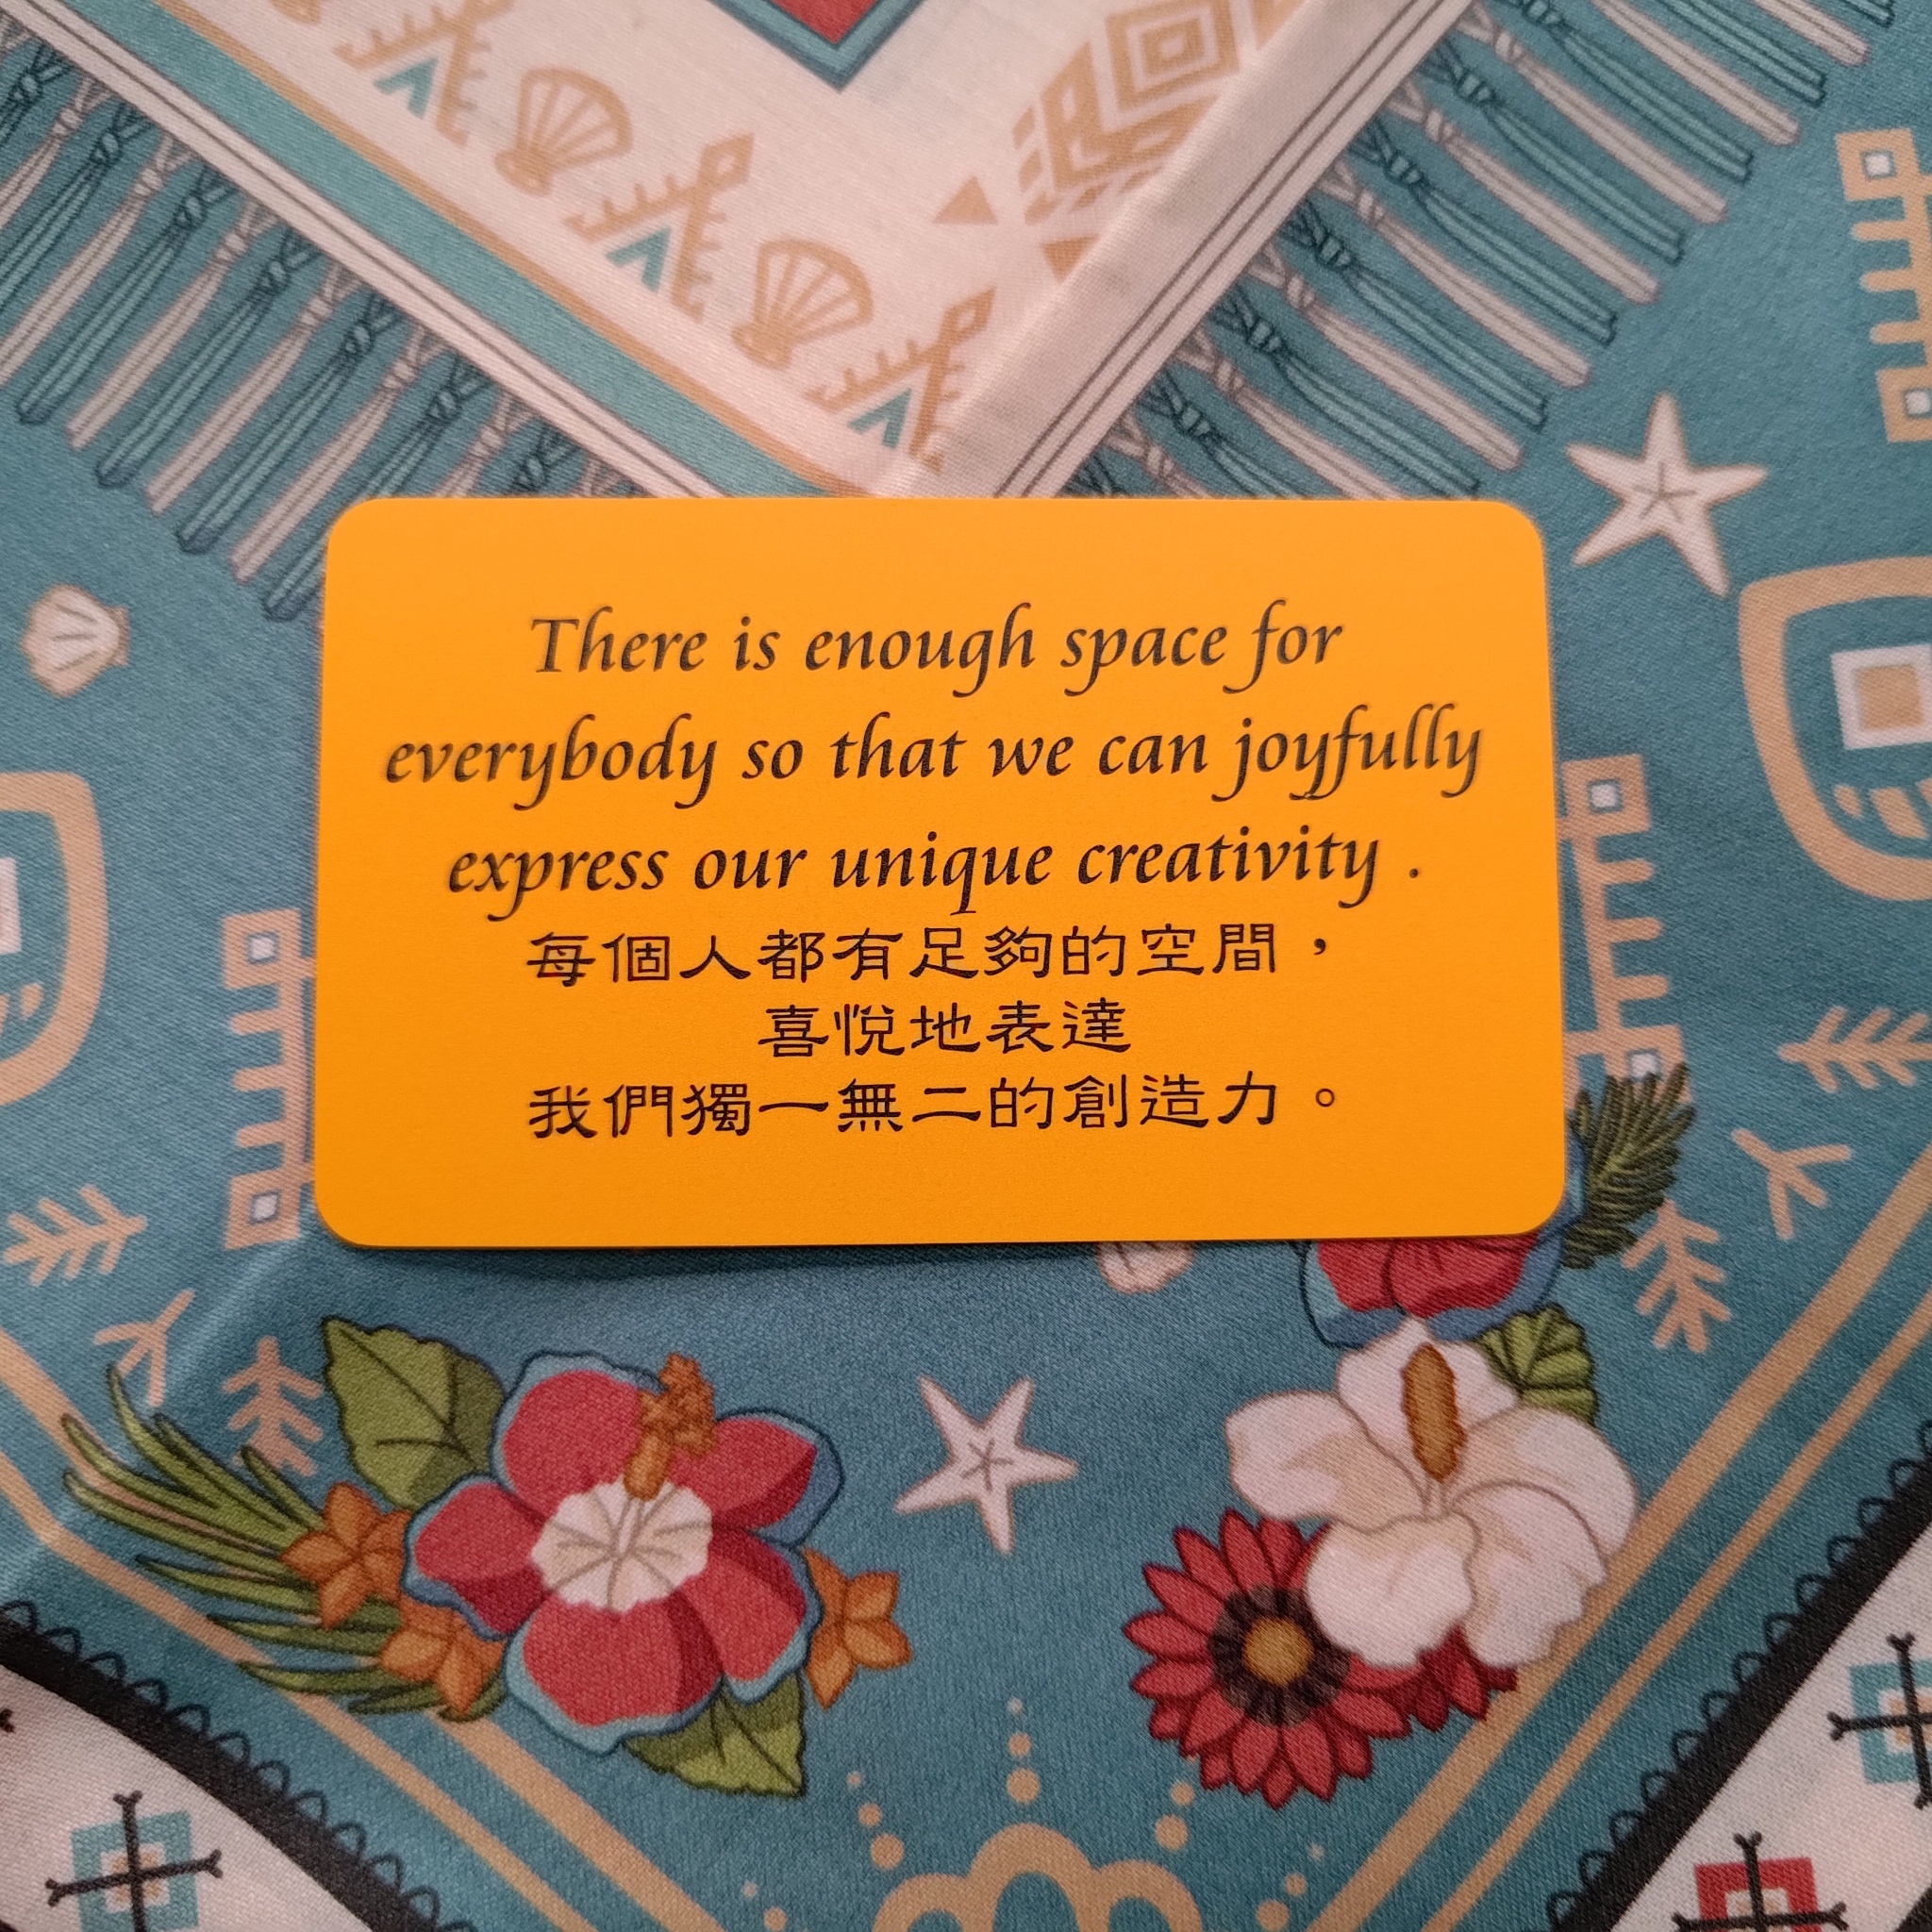 There is enough space for
everybody so that we can joyfully
express our unique creativity .
每個人都有足夠的空間，
喜悅地表達
我們獨一無二的創造力。